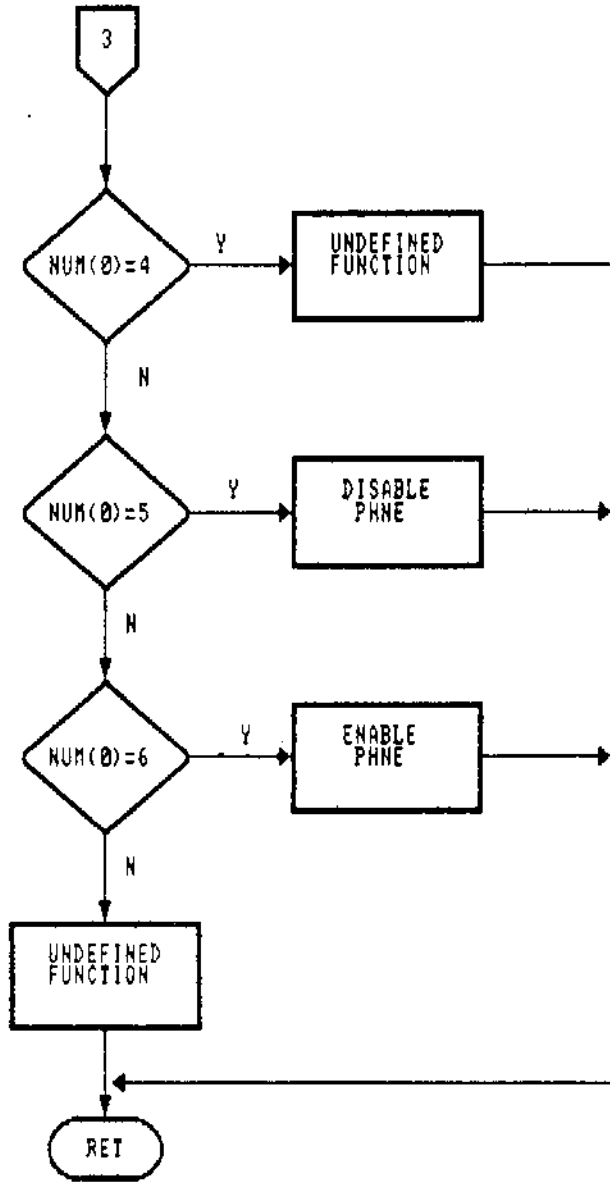 3
NUM(0)=4
Y
UNDEFINED
FUNCTION
N
NUM(0)=5
Y
DISABLE
PHNE
N
NUM(0)=6
Y
ENABLE
PHNE
N
UNDEFINED
FUNCTION
RET